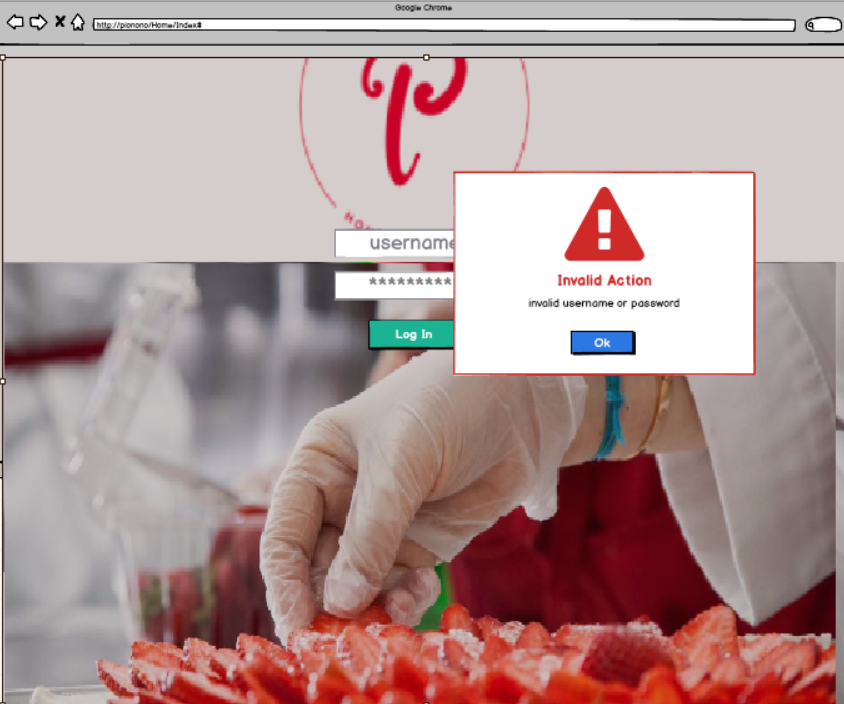 Google Chrome
http://pionono/Home/Index#
P
username
**********
Log In
Invalid Action
invalid username or password
Ok